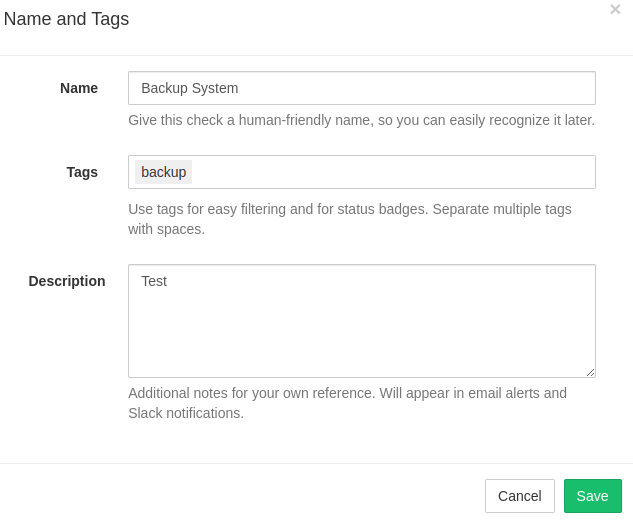 Name and Tags
×
Name
Backup System
Give this check a human-friendly name, so you can easily recognize it later.
Tags
backup
Use tags for easy filtering and for status badges. Separate multiple tags
with spaces.
Description
Test
Additional notes for your own reference. Will appear in email alerts and
Slack notifications.
Cancel
Save